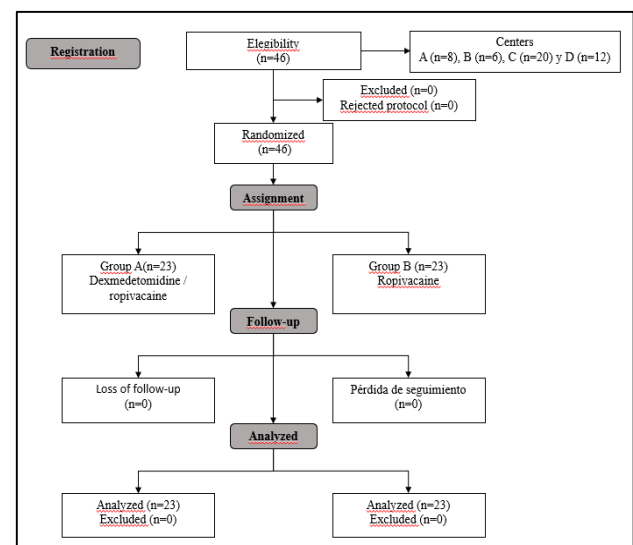 Registration
Elegibility
(n=46)
Centers
A (n=8), B (n=6), C (n=20) y D (n=12)
Excluded (n=0)
Rejected protocol (n=0)
Randomized
(n=46)
Assignment
Group A(n=23)
Dexmedetomidine /
ropivacaine
Group B (n=23)
Ropivacaine
Follow-up
Loss of follow-up
(n=0)
Pérdida de seguimiento
(n=0)
Analyzed
Analyzed (n=23)
Excluded (n=0)
Analyzed (n=23)
Excluded (n=0)